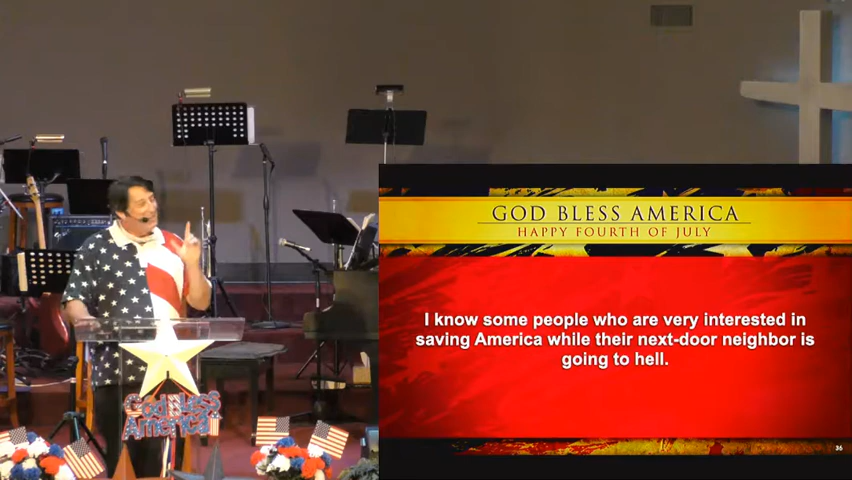 GOD BLESS AMERICA
HAPPY FOURTH OF JULY
I know some people who are very interested in
saving America while their next-door neighbor is
going to hell.
36
God Bless
America